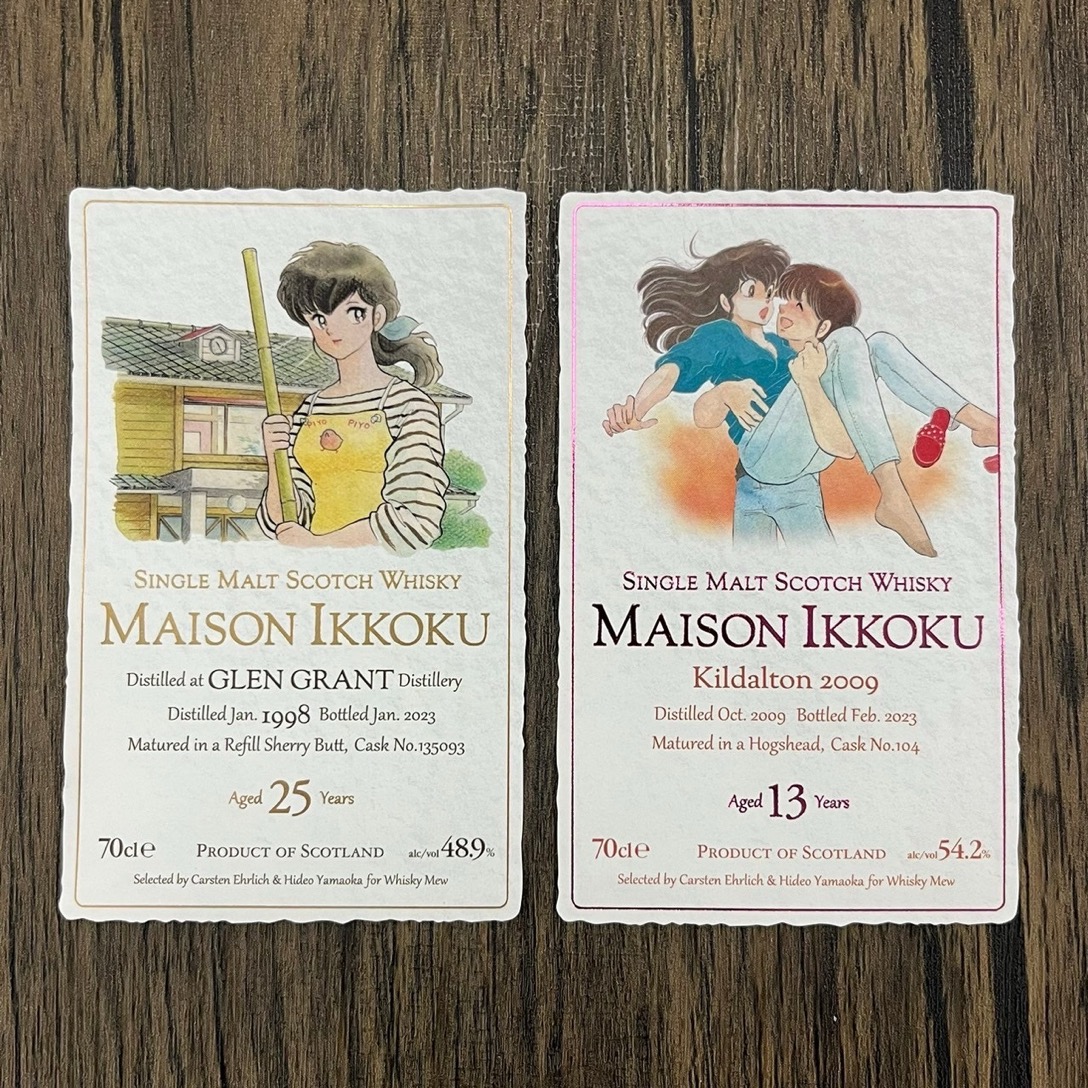 PIYO PIYO
SINGLE MALT SCOTCH WHISKY
MAISON IKKOKU
Distilled at GLEN GRANT Distillery
Distilled Jan. 1998 Bottled Jan. 2023
Matured in a Refill Sherry Butt, Cask No.135093
Aged 25 Years
70cl e PRODUCT OF SCOTLAND alc/vol 48.9%
Selected by Carsten Ehrlich & Hideo Yamaoka for Whisky Mew
SINGLE MALT SCOTCH WHISKY
MAISON IKKOKU
Kildalton 2009
Distilled Oct. 2009 Bottled Feb. 2023
Matured in a Hogshead, Cask No.104
Aged 13 Years
70cl e PRODUCT OF SCOTLAND alc/vol 54.2%
Selected by Carsten Ehrlich & Hideo Yamaoka for Whisky Mew